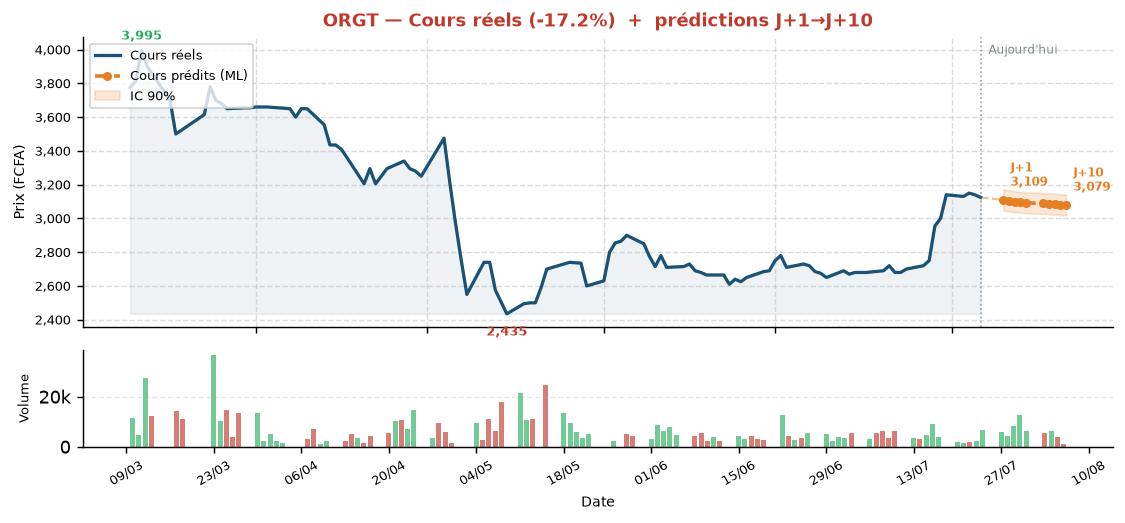 ORGT — Cours réels (-17.2%)  +  prédictions J+1→J+10
3,995
Cours réels
Cours prédits (ML)
IC 90%
Aujourd'hui
4,000
3,800
3,600
3,400
3,200
3,000
2,800
2,600
2,400
Prix (FCFA)
J+1
3,109
J+10
3,079
2,435
Volume
20k
0
09/03
23/03
06/04
20/04
04/05
18/05
01/06
15/06
29/06
13/07
27/07
10/08
Date